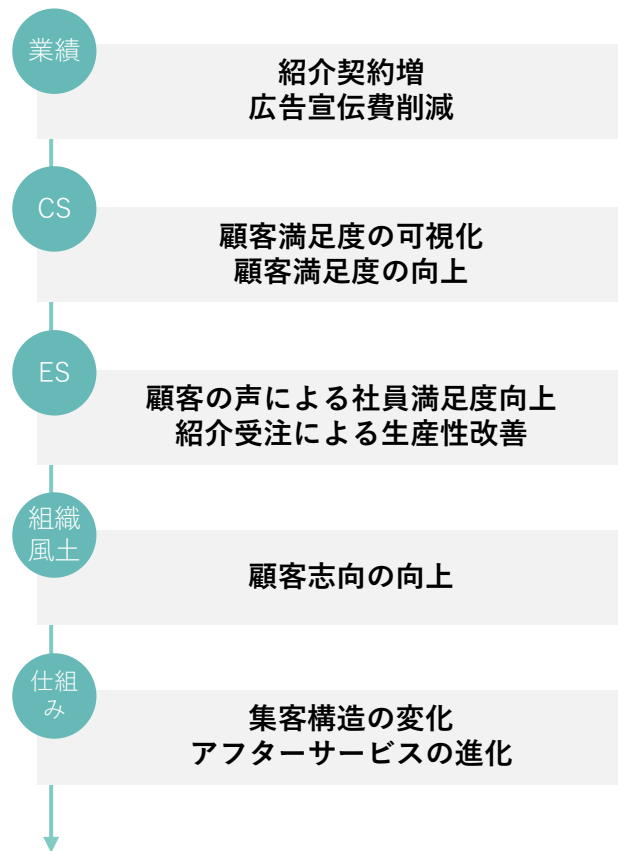 業績
紹介契約増
広告宣伝費削減
CS
顧客満足度の可視化
顧客満足度の向上
ES
顧客の声による社員満足度向上
紹介受注による生産性改善
組織
風土
顧客志向の向上
仕組
み
集客構造の変化
アフターサービスの進化